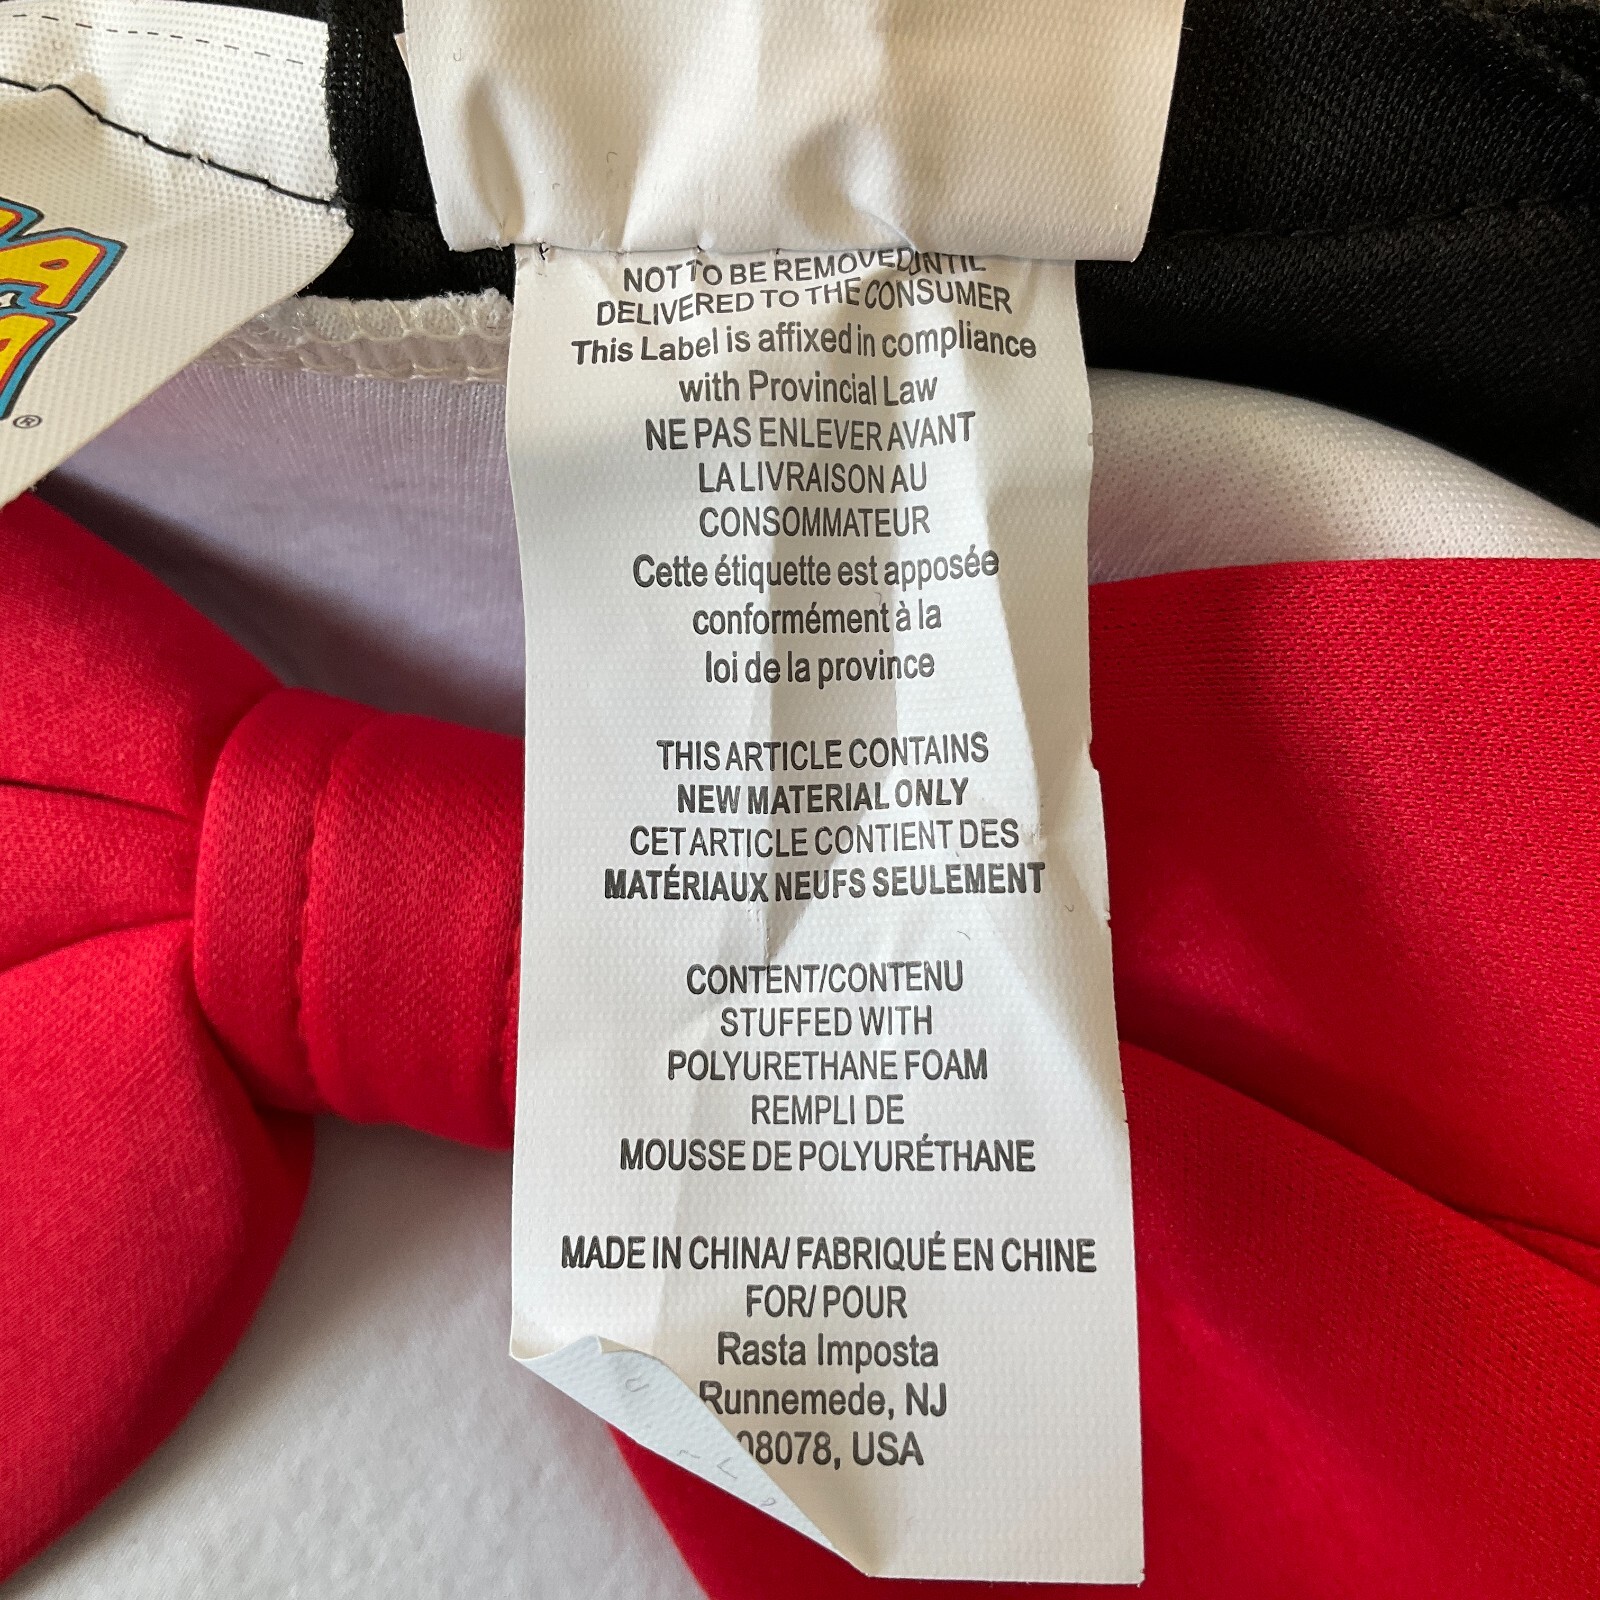 NOT TO BE REMOVED UNTIL
DELIVERED TO THE CONSUMER
This Label is affixed in compliance
with Provincial Law
NE PAS ENLEVER AVANT
LA LIVRAISON AU
CONSOMMATEUR
Cette étiquette est apposée
conformément à la
loi de la province
THIS ARTICLE CONTAINS
NEW MATERIAL ONLY
CET ARTICLE CONTIENT DES
MATÉRIAUX NEUFS SEULEMENT
CONTENT/CONTENU
STUFFED WITH
POLYURETHANE FOAM
REMPLI DE
MOUSSE DE POLYURÉTHANE
MADE IN CHINA/ FABRIQUÉ EN CHINE
FOR/ POUR
Rasta Imposta
Runnemede, NJ
08078, USA